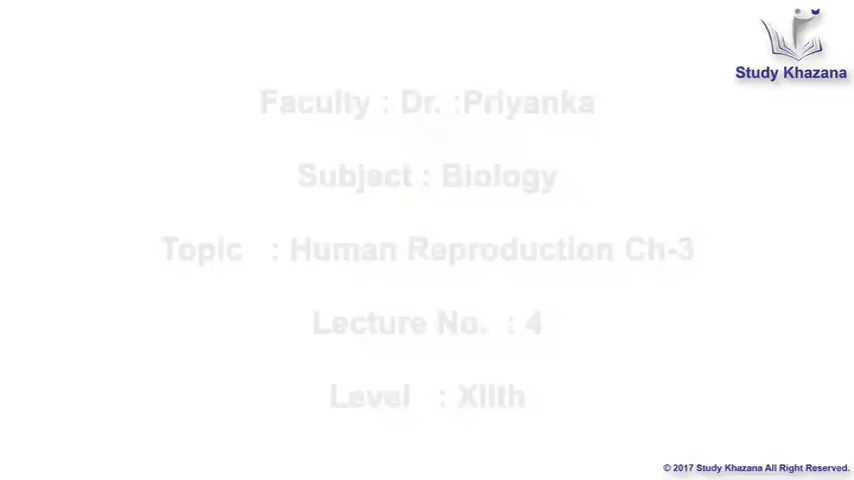 Study Khazana
Faculty : Dr. :Priyanka
Subject : Biology
Topic : Human Reproduction Ch-3
Lecture No. : 4
Level : XIIth
© 2017 Study Khazana All Right Reserved.